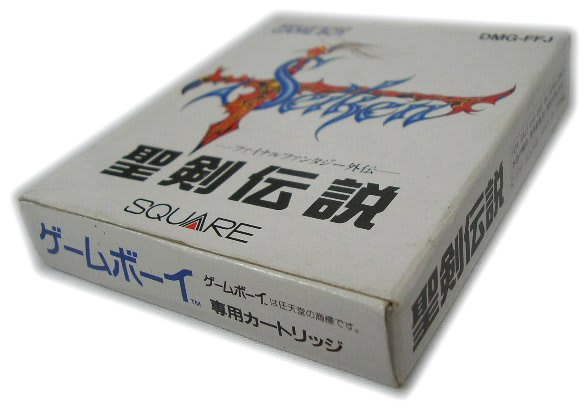 GAME BOY
DMG-FFJ
Seiken
ファイナルファンタジー外伝
聖剣伝説
SQUARE
ゲームボーイ™
ゲームボーイは任天堂の商標です。
専用カートリッジ
聖剣伝説